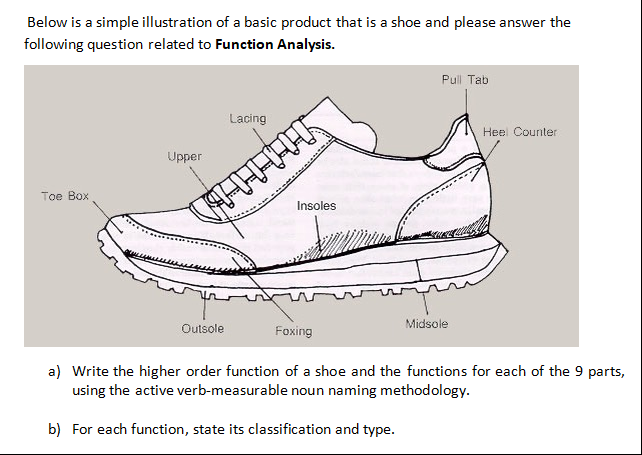 Below is a simple illustration of a basic product that is a shoe and please answer the
following question related to Function Analysis.
Pull Tab
Lacing
Heel Counter
Upper
Toe Box
Insoles
Outsole
Foxing
Midsole
a) Write the higher order function of a shoe and the functions for each of the 9 parts,
using the active verb-measurable noun naming methodology.
b) For each function, state its classification and type.